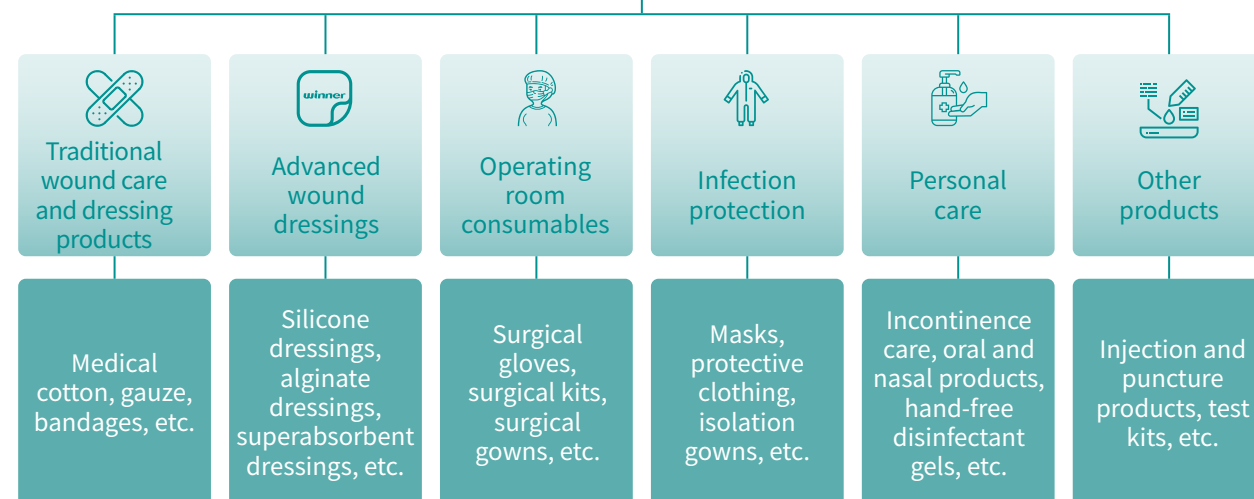 Traditional
wound care
and dressing
products
winner
Advanced
wound
dressings
Operating
room
consumables
Infection
protection
Personal
care
Other
products
Medical
cotton, gauze,
bandages, etc.
Silicone
dressings,
alginate
dressings,
superabsorbent
dressings, etc.
Surgical
gloves,
surgical kits,
surgical
gowns, etc.
Masks,
protective
clothing,
isolation
gowns, etc.
Incontinence
care, oral and
nasal products,
hand-free
disinfectant
gels, etc.
Injection and
puncture
products, test
kits, etc.